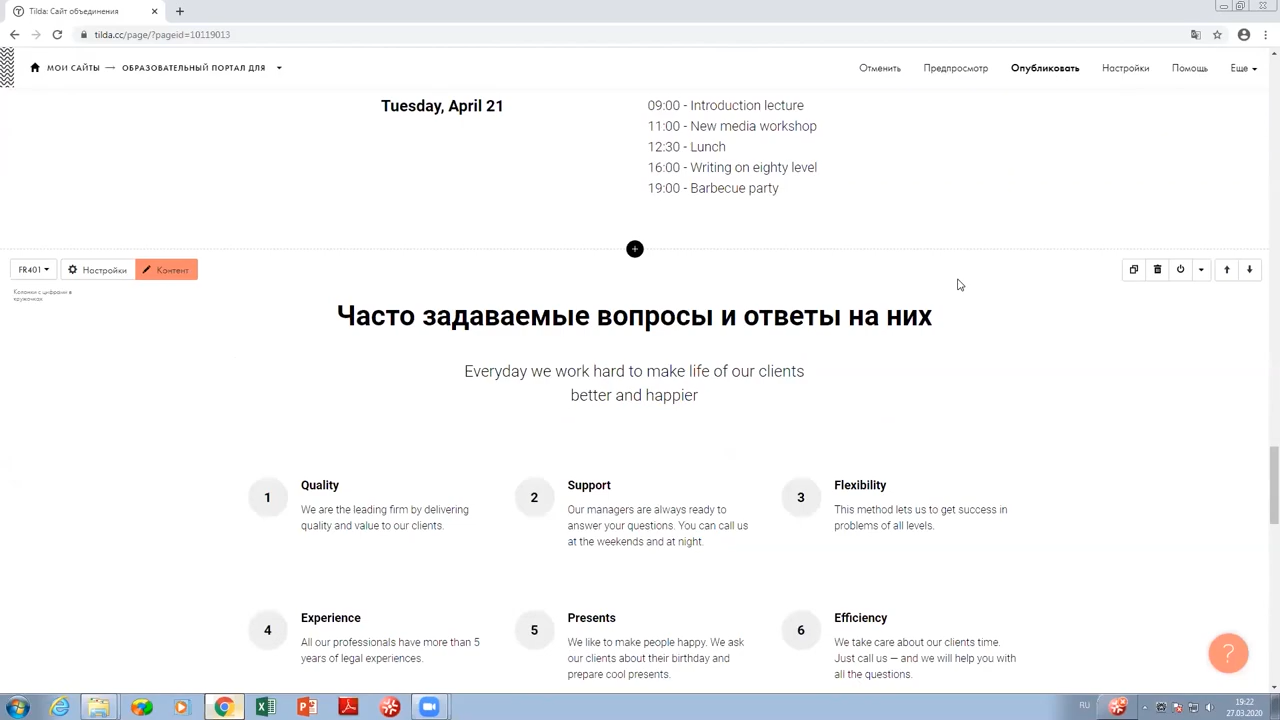 Tilda: Сайт объединения
tilda.cc/page/?pageid=10119013
МОИ САЙТЫ — ОБРАЗОВАТЕЛЬНЫЙ ПОРТАЛ ДЛЯ
Отменить Предпросмотр Опубликовать Настройки Помощь Еще
Tuesday, April 21
09:00 - Introduction lecture
11:00 - New media workshop
12:30 - Lunch
16:00 - Writing on eighty level
19:00 - Barbecue party
FR401 Настройки Контент
Колонки с цифрами в
кружочках
Часто задаваемые вопросы и ответы на них
Everyday we work hard to make life of our clients
better and happier
1 Quality
We are the leading firm by delivering
quality and value to our clients.
2 Support
Our managers are always ready to
answer your questions. You can call us
at the weekends and at night.
3 Flexibility
This method lets us to get success in
problems of all levels.
4 Experience
All our professionals have more than 5
years of legal experiences.
5 Presents
We like to make people happy. We ask
our clients about their birthday and
prepare cool presents.
6 Efficiency
We take care about our clients time.
Just call us — and we will help you with
all the questions.
?
RU
19:22
27.03.2020